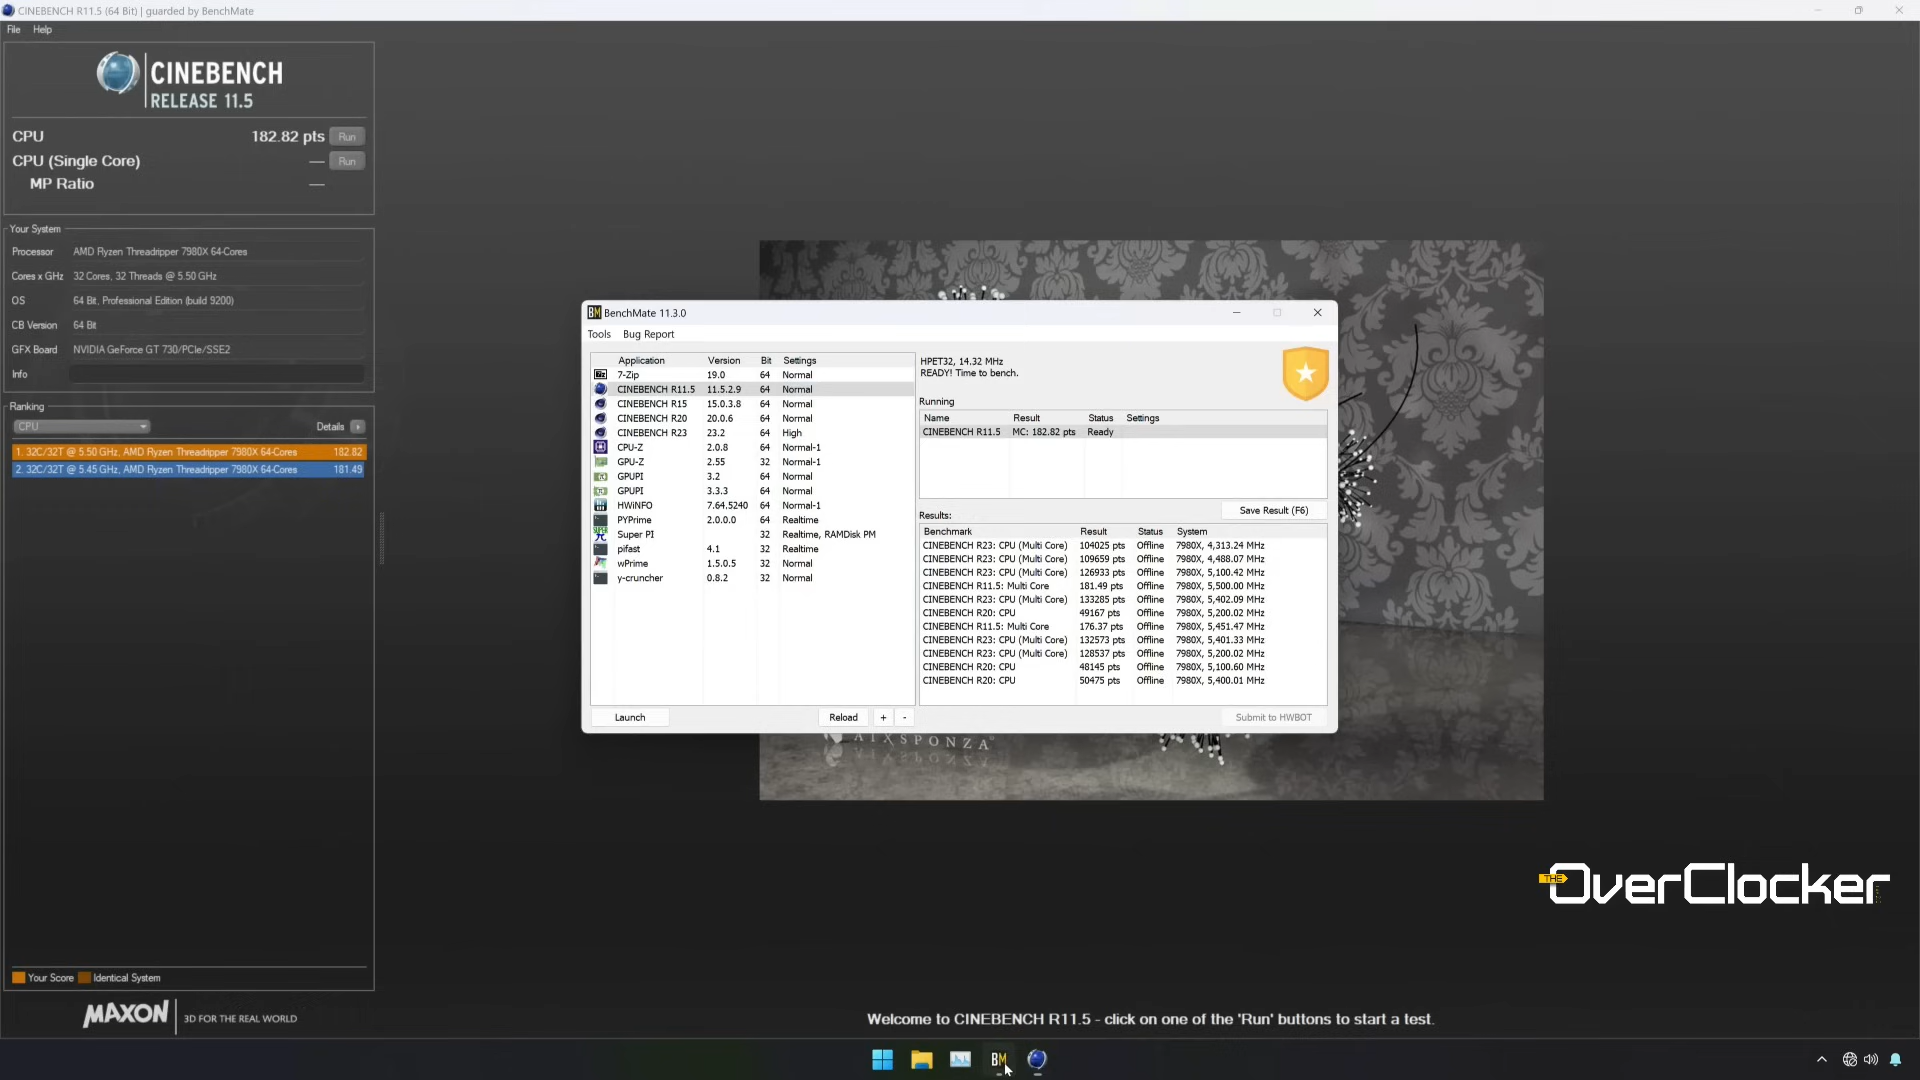 CINEBENCH R11.5 (64 Bit) | guarded by BenchMate
File Help
CINEBENCH
RELEASE 11.5
CPU 182.82 pts Run
CPU (Single Core) — Run
MP Ratio —
Your System
Processor AMD Ryzen Threadripper 7980X 64-Cores
Cores x GHz 32 Cores, 32 Threads @ 5.50 GHz
OS 64 Bit, Professional Edition (build 9200)
CB Version 64 Bit
GFX Board NVIDIA GeForce GT 730/PCIe/SSE2
Info
Ranking
CPU Details +
1. 32C/32T @ 5.50 GHz, AMD Ryzen Threadripper 7980X 64-Cores 182.82
2. 32C/32T @ 5.45 GHz, AMD Ryzen Threadripper 7980X 64-Cores 181.49
Your Score Identical System
MAXON 3D FOR THE REAL WORLD
BM BenchMate 11.3.0
Tools Bug Report
Application Version Bit Settings
7-Zip 19.0 64 Normal
CINEBENCH R11.5 11.5.2.9 64 Normal
CINEBENCH R15 15.0.3.8 64 Normal
CINEBENCH R20 20.0.6 64 Normal
CINEBENCH R23 23.2 64 High
CPU-Z 2.0.8 64 Normal-1
GPU-Z 2.55 32 Normal-1
GPUPI 3.2 64 Normal
GPUPI 3.3.3 64 Normal
HWiNFO 7.64.5240 64 Normal-1
PYPrime 2.0.0.0 64 Realtime
Super PI 32 Realtime, RAMDisk PM
pifast 4.1 32 Realtime
wPrime 1.5.0.5 32 Normal
y-cruncher 0.8.2 32 Normal
Launch Reload + -
HPET32, 14.32 MHz
READY! Time to bench.
Running
Name Result Status Settings
CINEBENCH R11.5 MC: 182.82 pts Ready
Save Result (F6)
Results:
Benchmark Result Status System
CINEBENCH R23: CPU (Multi Core) 104025 pts Offline 7980X, 4,313.24 MHz
CINEBENCH R23: CPU (Multi Core) 109659 pts Offline 7980X, 4,488.07 MHz
CINEBENCH R23: CPU (Multi Core) 126933 pts Offline 7980X, 5,100.42 MHz
CINEBENCH R11.5: Multi Core 181.49 pts Offline 7980X, 5,500.00 MHz
CINEBENCH R23: CPU (Multi Core) 133285 pts Offline 7980X, 5,402.09 MHz
CINEBENCH R20: CPU 49167 pts Offline 7980X, 5,200.02 MHz
CINEBENCH R11.5: Multi Core 176.37 pts Offline 7980X, 5,451.47 MHz
CINEBENCH R23: CPU (Multi Core) 132573 pts Offline 7980X, 5,401.33 MHz
CINEBENCH R23: CPU (Multi Core) 128537 pts Offline 7980X, 5,200.02 MHz
CINEBENCH R20: CPU 48145 pts Offline 7980X, 5,100.60 MHz
CINEBENCH R20: CPU 50475 pts Offline 7980X, 5,400.01 MHz
Submit to HWBOT
AIXSPONZA
THE OverClocker
Welcome to CINEBENCH R11.5 - click on one of the 'Run' buttons to start a test.
BM